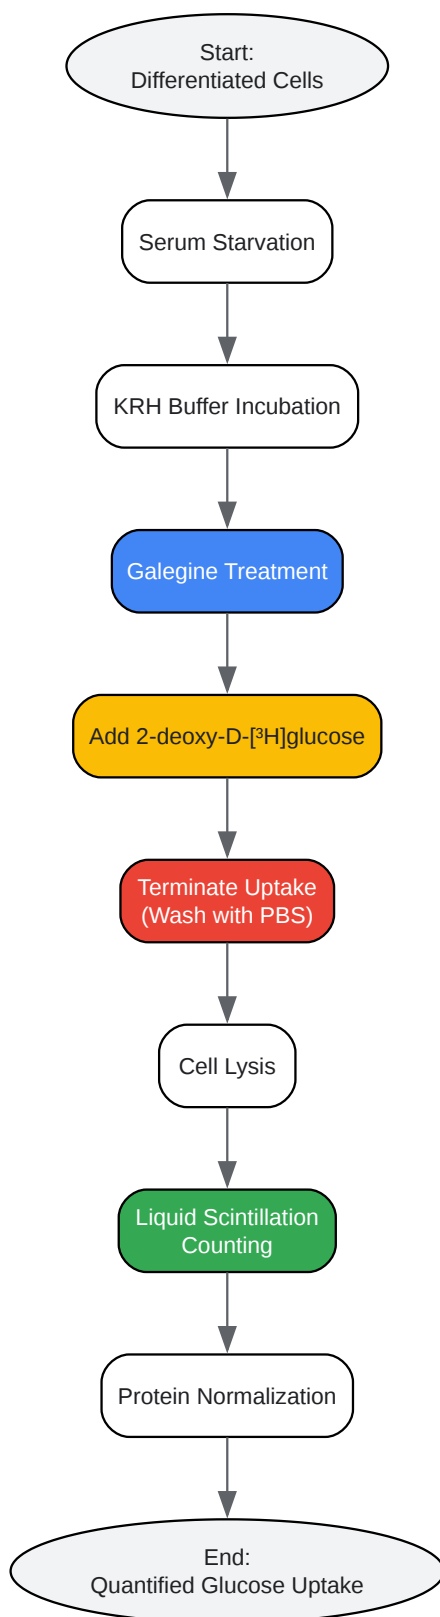 Start:
Differentiated Cells
Serum Starvation
KRH Buffer Incubation
Galegine Treatment
Add 2-deoxy-D-[³H]glucose
Terminate Uptake
(Wash with PBS)
Cell Lysis
Liquid Scintillation
Counting
Protein Normalization
End:
Quantified Glucose Uptake